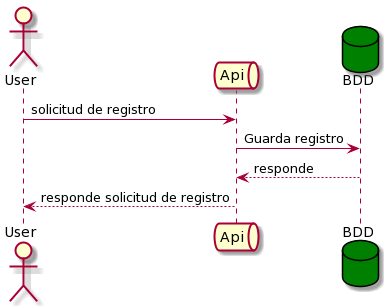 User
Api
BDD
solicitud de registro
Guarda registro
responde
responde solicitud de registro
User
Api
BDD